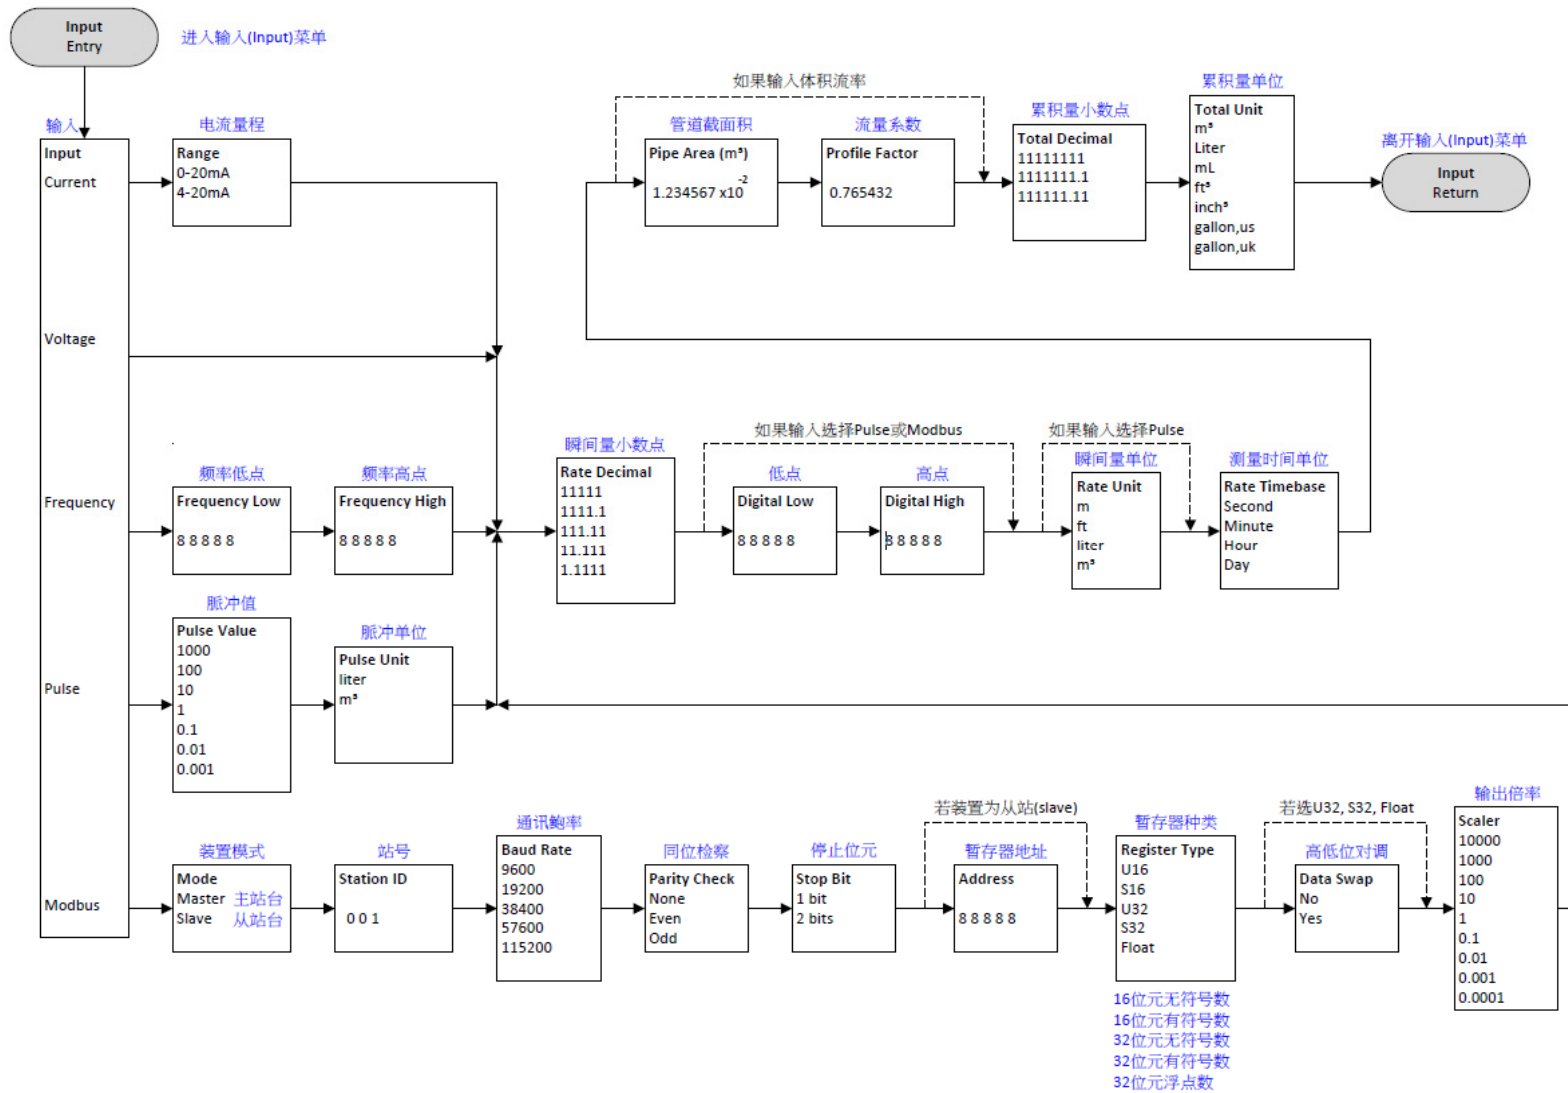 Input
Entry
进入输入(Input)菜单
输入
Input
Current
Voltage
Frequency
Pulse
Modbus
电流量程
Range
0-20mA
4-20mA
如果输入体积流率
管道截面积
Pipe Area (m³)
1.234567 x10
-2
流量系数
Profile Factor
0.765432
累积量小数点
Total Decimal
11111111
1111111.1
111111.11
累积量单位
Total Unit
m³
Liter
mL
ft³
inch³
gallon,us
gallon,uk
离开输入(Input)菜单
Input
Return
频率低点
Frequency Low
8 8 8 8 8
频率高点
Frequency High
8 8 8 8 8
瞬间量小数点
Rate Decimal
11111
1111.1
111.11
11.111
1.1111
如果输入选择Pulse或Modbus
低点
Digital Low
8 8 8 8 8
高点
Digital High
8 8 8 8 8
如果输入选择Pulse
瞬间量单位
Rate Unit
m
ft
liter
m³
测量时间单位
Rate Timebase
Second
Minute
Hour
Day
脉冲值
Pulse Value
1000
100
10
1
0.1
0.01
0.001
脉冲单位
Pulse Unit
liter
m³
装置模式
Mode
Master 主站台
Slave 从站台
站号
Station ID
0 0 1
通讯鲍率
Baud Rate
9600
19200
38400
57600
115200
同位检察
Parity Check
None
Even
Odd
停止位元
Stop Bit
1 bit
2 bits
若装置为从站(slave)
暂存器地址
Address
8 8 8 8 8
暂存器种类
Register Type
U16
S16
U32
S32
Float
16位元无符号数
16位元有符号数
32位元无符号数
32位元有符号数
32位元浮点数
若选U32, S32, Float
高低位对调
Data Swap
No
Yes
输出倍率
Scaler
10000
1000
100
10
1
0.1
0.01
0.001
0.0001